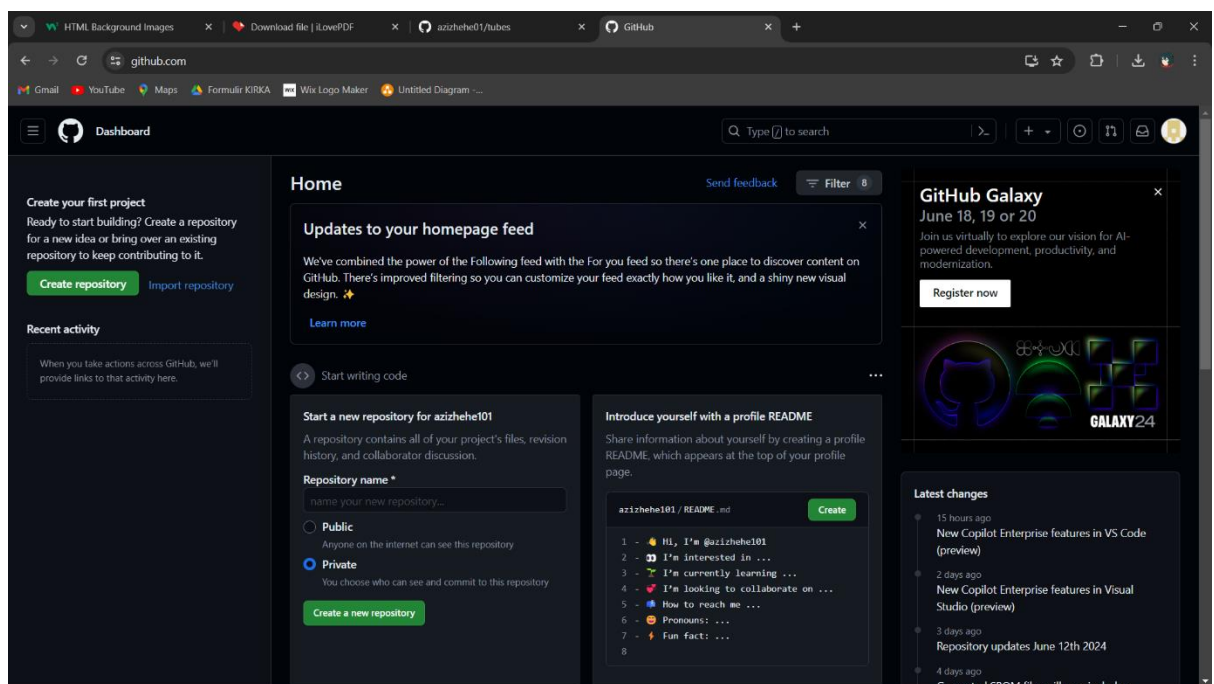 HTML Background Images
Download file | iLovePDF
azizhehe01/tubes
GitHub
github.com
Gmail
YouTube
Maps
Formulir KIRKA
WIX
Wix Logo Maker
Untitled Diagram -...
Dashboard
Type / to search
Create your first project
Ready to start building? Create a repository
for a new idea or bring over an existing
repository to keep contributing to it.
Create repository
Import repository
Recent activity
When you take actions across GitHub, we'll
provide links to that activity here.
Home
Send feedback
Filter 8
Updates to your homepage feed
We've combined the power of the Following feed with the For you feed so there's one place to discover content on
GitHub. There's improved filtering so you can customize your feed exactly how you like it, and a shiny new visual
design. ✨
Learn more
Start writing code
Start a new repository for azizhehe101
A repository contains all of your project's files, revision
history, and collaborator discussion.
Repository name *
name your new repository...
Public
Anyone on the internet can see this repository
Private
You choose who can see and commit to this repository
Create a new repository
Introduce yourself with a profile README
Share information about yourself by creating a profile
README, which appears at the top of your profile
page.
azizhehe101 / README.md
Create
1 - 👋 Hi, I'm @azizhehe101
2 - 👀 I'm interested in ...
3 - 🌱 I'm currently learning ...
4 - 💞️ I'm looking to collaborate on ...
5 - 📫 How to reach me ...
6 - 😄 Pronouns: ...
7 - ⚡ Fun fact: ...
8
GitHub Galaxy
June 18, 19 or 20
Join us virtually to explore our vision for AI-
powered development, productivity, and
modernization.
Register now
GALAXY24
Latest changes
15 hours ago
New Copilot Enterprise features in VS Code
(preview)
2 days ago
New Copilot Enterprise features in Visual
Studio (preview)
3 days ago
Repository updates June 12th 2024
4 days ago